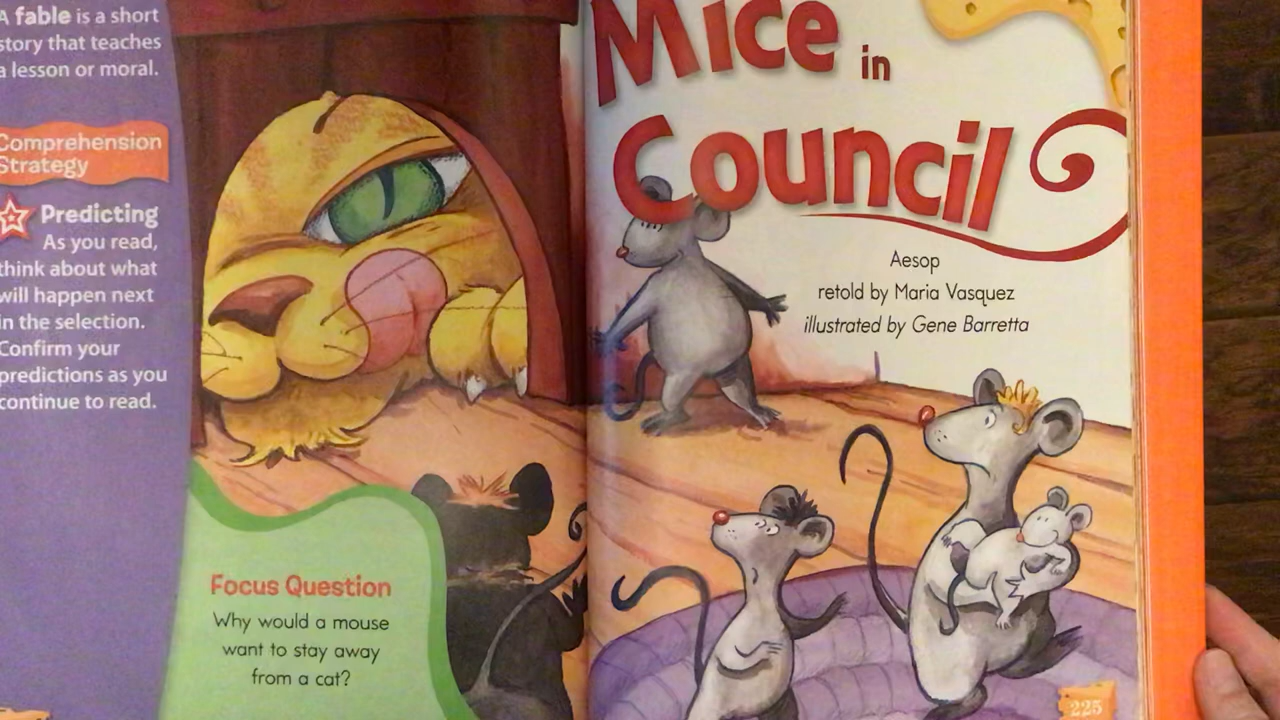 A fable is a short
story that teaches
a lesson or moral.
Comprehension
Strategy
Predicting
As you read,
think about what
will happen next
in the selection.
Confirm your
predictions as you
continue to read.
Focus Question
Why would a mouse
want to stay away
from a cat?
Mice in
Council
Aesop
retold by Maria Vasquez
illustrated by Gene Barretta
225